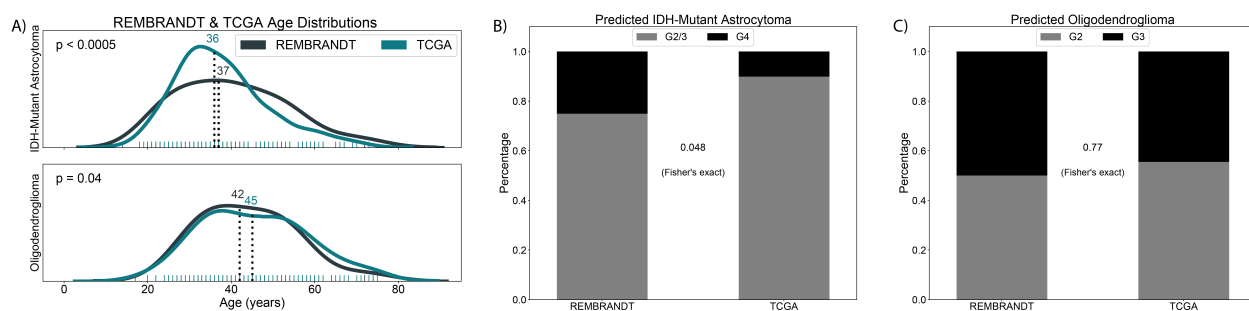 A)
REMBRANDT & TCGA Age Distributions
IDH-Mutant Astrocytoma
p < 0.0005
REMBRANDT
TCGA
36
37
Oligodendroglioma
p = 0.04
42
45
0
20
40
60
80
Age (years)
B)
Predicted IDH-Mutant Astrocytoma
G2/3
G4
Percentage
1.0
0.8
0.6
0.4
0.2
0.0
0.048
(Fisher's exact)
REMBRANDT
TCGA
C)
Predicted Oligodendroglioma
G2
G3
Percentage
1.0
0.8
0.6
0.4
0.2
0.0
0.77
(Fisher's exact)
REMBRANDT
TCGA